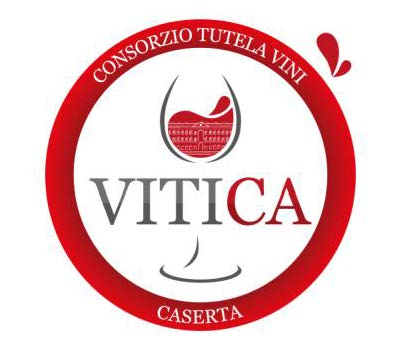 CONSORZIO TUTELA VINI
VITICA
CASERTA